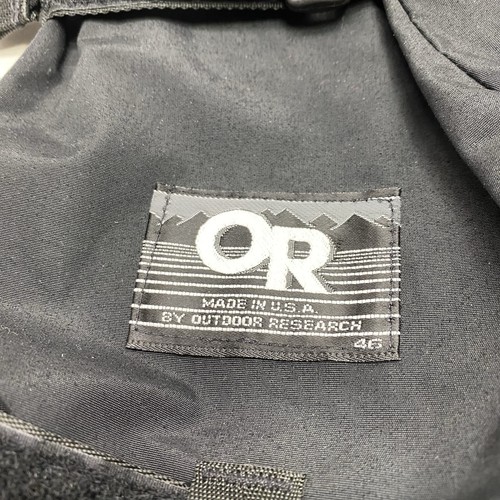 OR
MADE IN U.S.A.
BY OUTDOOR RESEARCH
46